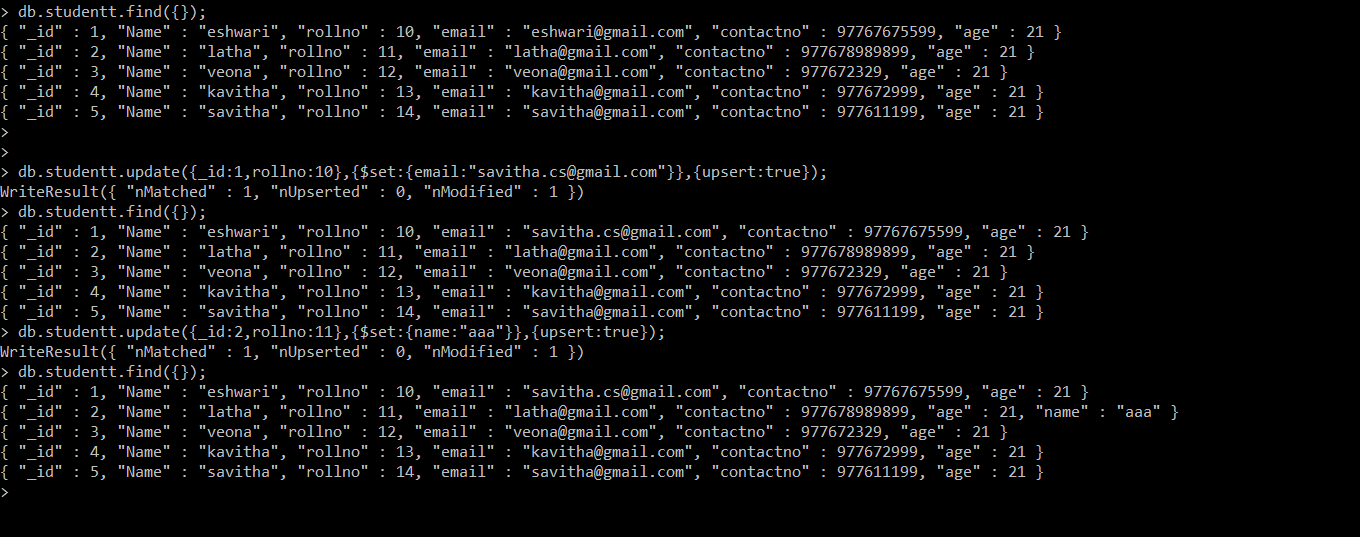 > db.studentt.find({});
{ "_id" : 1, "Name" : "eshwari", "rollno" : 10, "email" : "eshwari@gmail.com", "contactno" : 97767675599, "age" : 21 }
{ "_id" : 2, "Name" : "latha", "rollno" : 11, "email" : "latha@gmail.com", "contactno" : 977678989899, "age" : 21 }
{ "_id" : 3, "Name" : "veona", "rollno" : 12, "email" : "veona@gmail.com", "contactno" : 977672329, "age" : 21 }
{ "_id" : 4, "Name" : "kavitha", "rollno" : 13, "email" : "kavitha@gmail.com", "contactno" : 977672999, "age" : 21 }
{ "_id" : 5, "Name" : "savitha", "rollno" : 14, "email" : "savitha@gmail.com", "contactno" : 977611199, "age" : 21 }
>
>
> db.studentt.update({_id:1,rollno:10},{$set:{email:"savitha.cs@gmail.com"}},{upsert:true});
WriteResult({ "nMatched" : 1, "nUpserted" : 0, "nModified" : 1 })
> db.studentt.find({});
{ "_id" : 1, "Name" : "eshwari", "rollno" : 10, "email" : "savitha.cs@gmail.com", "contactno" : 97767675599, "age" : 21 }
{ "_id" : 2, "Name" : "latha", "rollno" : 11, "email" : "latha@gmail.com", "contactno" : 977678989899, "age" : 21 }
{ "_id" : 3, "Name" : "veona", "rollno" : 12, "email" : "veona@gmail.com", "contactno" : 977672329, "age" : 21 }
{ "_id" : 4, "Name" : "kavitha", "rollno" : 13, "email" : "kavitha@gmail.com", "contactno" : 977672999, "age" : 21 }
{ "_id" : 5, "Name" : "savitha", "rollno" : 14, "email" : "savitha@gmail.com", "contactno" : 977611199, "age" : 21 }
> db.studentt.update({_id:2,rollno:11},{$set:{name:"aaa"}},{upsert:true});
WriteResult({ "nMatched" : 1, "nUpserted" : 0, "nModified" : 1 })
> db.studentt.find({});
{ "_id" : 1, "Name" : "eshwari", "rollno" : 10, "email" : "savitha.cs@gmail.com", "contactno" : 97767675599, "age" : 21 }
{ "_id" : 2, "Name" : "latha", "rollno" : 11, "email" : "latha@gmail.com", "contactno" : 977678989899, "age" : 21, "name" : "aaa" }
{ "_id" : 3, "Name" : "veona", "rollno" : 12, "email" : "veona@gmail.com", "contactno" : 977672329, "age" : 21 }
{ "_id" : 4, "Name" : "kavitha", "rollno" : 13, "email" : "kavitha@gmail.com", "contactno" : 977672999, "age" : 21 }
{ "_id" : 5, "Name" : "savitha", "rollno" : 14, "email" : "savitha@gmail.com", "contactno" : 977611199, "age" : 21 }
>